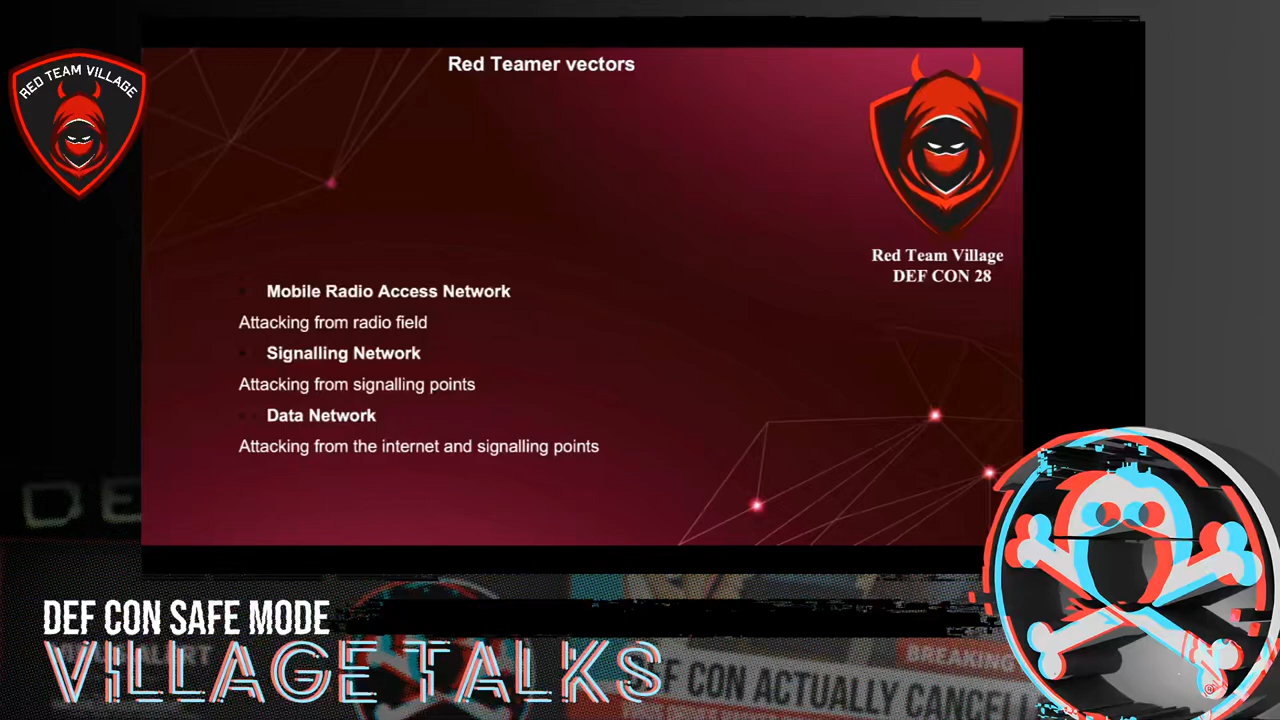 RED TEAM VILLAGE
Red Teamer vectors
Red Team Village
DEF CON 28
Mobile Radio Access Network
Attacking from radio field
Signalling Network
Attacking from signalling points
Data Network
Attacking from the internet and signalling points
DEF CON SAFE MODE
VILLAGE TALKS
BREAKING
DEF CON ACTUALLY